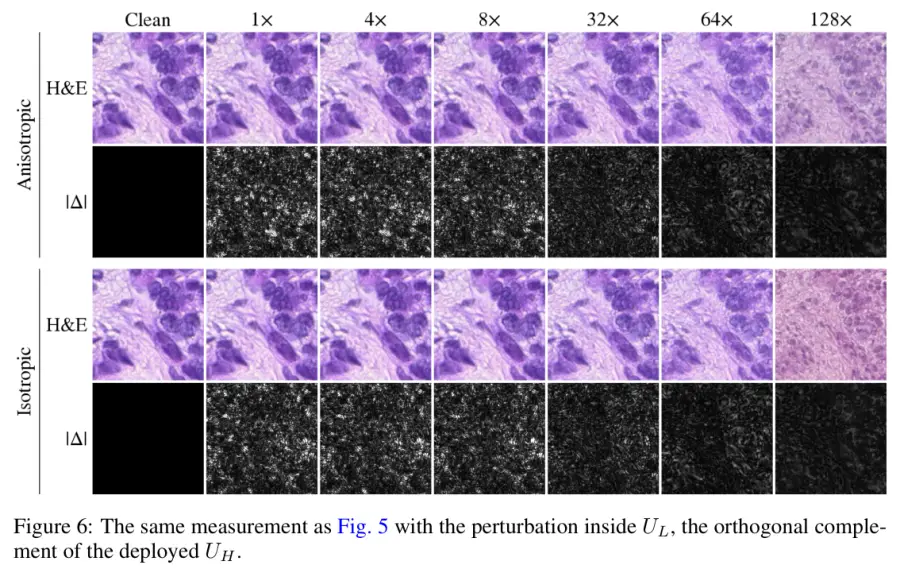 Clean 1× 4× 8× 32× 64× 128×
Anisotropic
H&E
|Δ|
Isotropic
H&E
|Δ|
Figure 6: The same measurement as Fig. 5 with the perturbation inside U_L, the orthogonal comple-
ment of the deployed U_H.